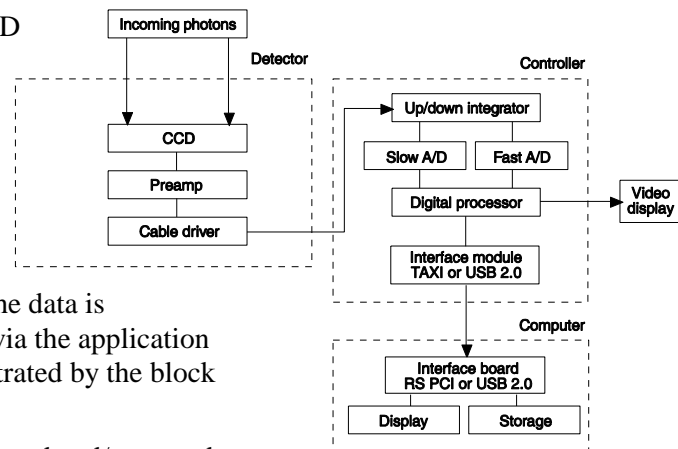 D
Incoming photons
Detector
CCD
Preamp
Cable driver
Controller
Up/down integrator
Slow A/D
Fast A/D
Digital processor
Interface module
TAXI or USB 2.0
Video
display
Computer
Interface board
RS PCI or USB 2.0
Display
Storage
ne data is
via the application
trated by the block